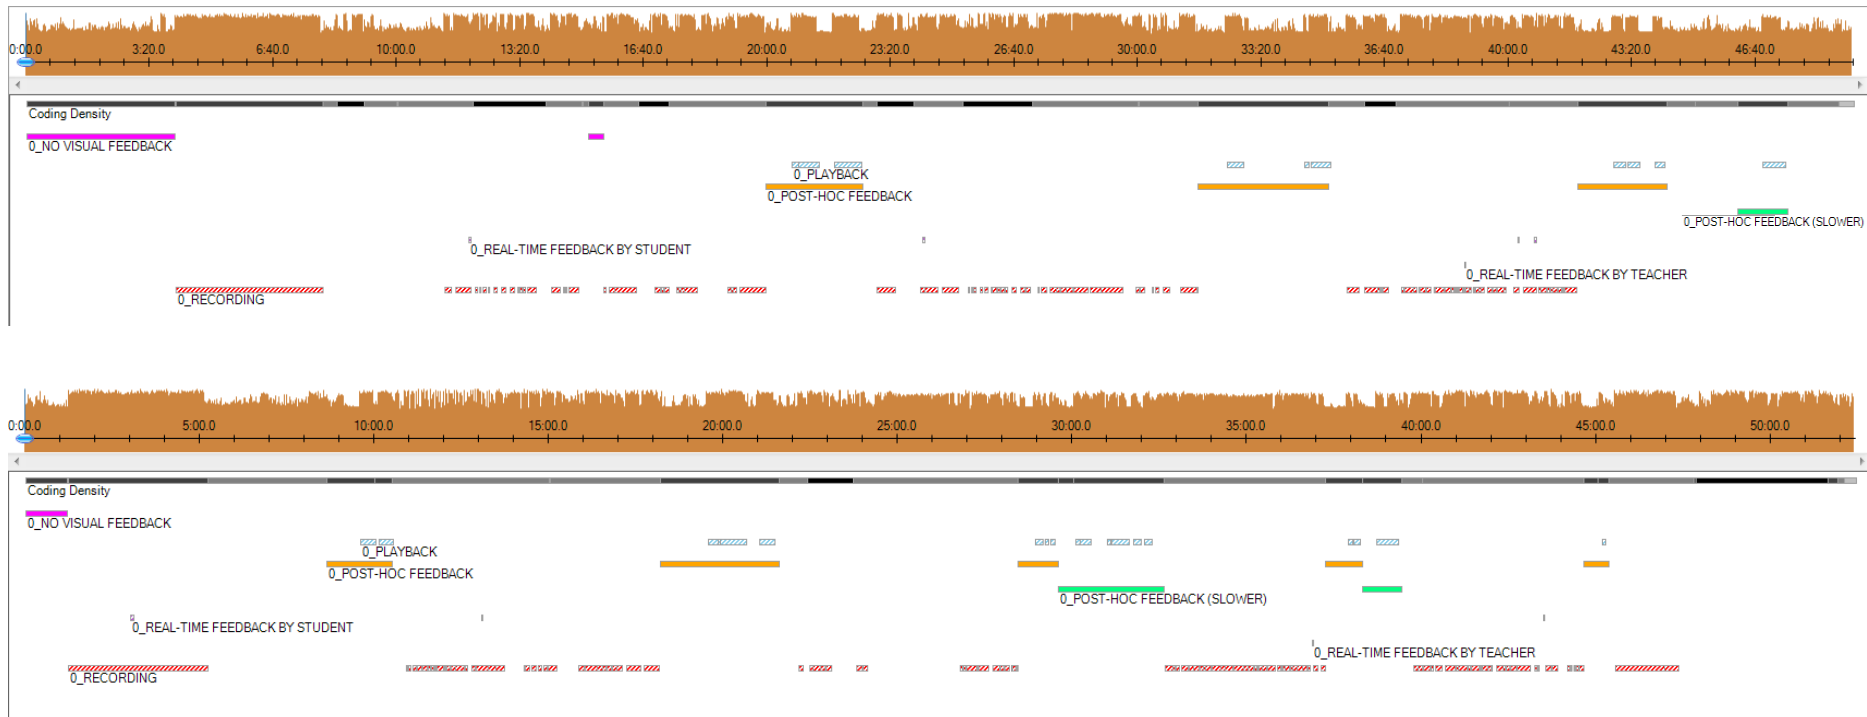 0:00.0 3:20.0 6:40.0 10:00.0 13:20.0 16:40.0 20:00.0 23:20.0 26:40.0 30:00.0 33:20.0 36:40.0 40:00.0 43:20.0 46:40.0
Coding Density
0_NO VISUAL FEEDBACK
0_PLAYBACK
0_POST-HOC FEEDBACK
0_POST-HOC FEEDBACK (SLOWER)
0_REAL-TIME FEEDBACK BY STUDENT
0_REAL-TIME FEEDBACK BY TEACHER
0_RECORDING
0:00.0 5:00.0 10:00.0 15:00.0 20:00.0 25:00.0 30:00.0 35:00.0 40:00.0 45:00.0 50:00.0
Coding Density
0_NO VISUAL FEEDBACK
0_PLAYBACK
0_POST-HOC FEEDBACK
0_POST-HOC FEEDBACK (SLOWER)
0_REAL-TIME FEEDBACK BY STUDENT
0_REAL-TIME FEEDBACK BY TEACHER
0_RECORDING